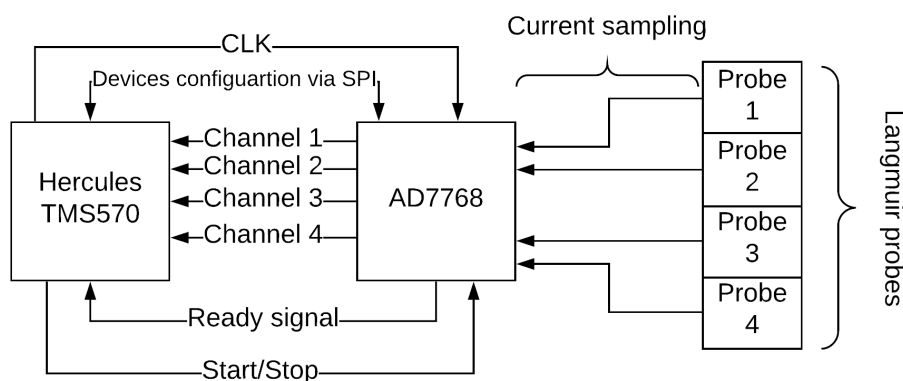 Current sampling
CLK
Devices configuartion via SPI
Probe
1
Channel 1
Channel 2
Probe
2
Hercules
TMS570
AD7768
Channel 3
Channel 4
Probe
3
Probe
4
Langmuir probes
Ready signal
Start/Stop